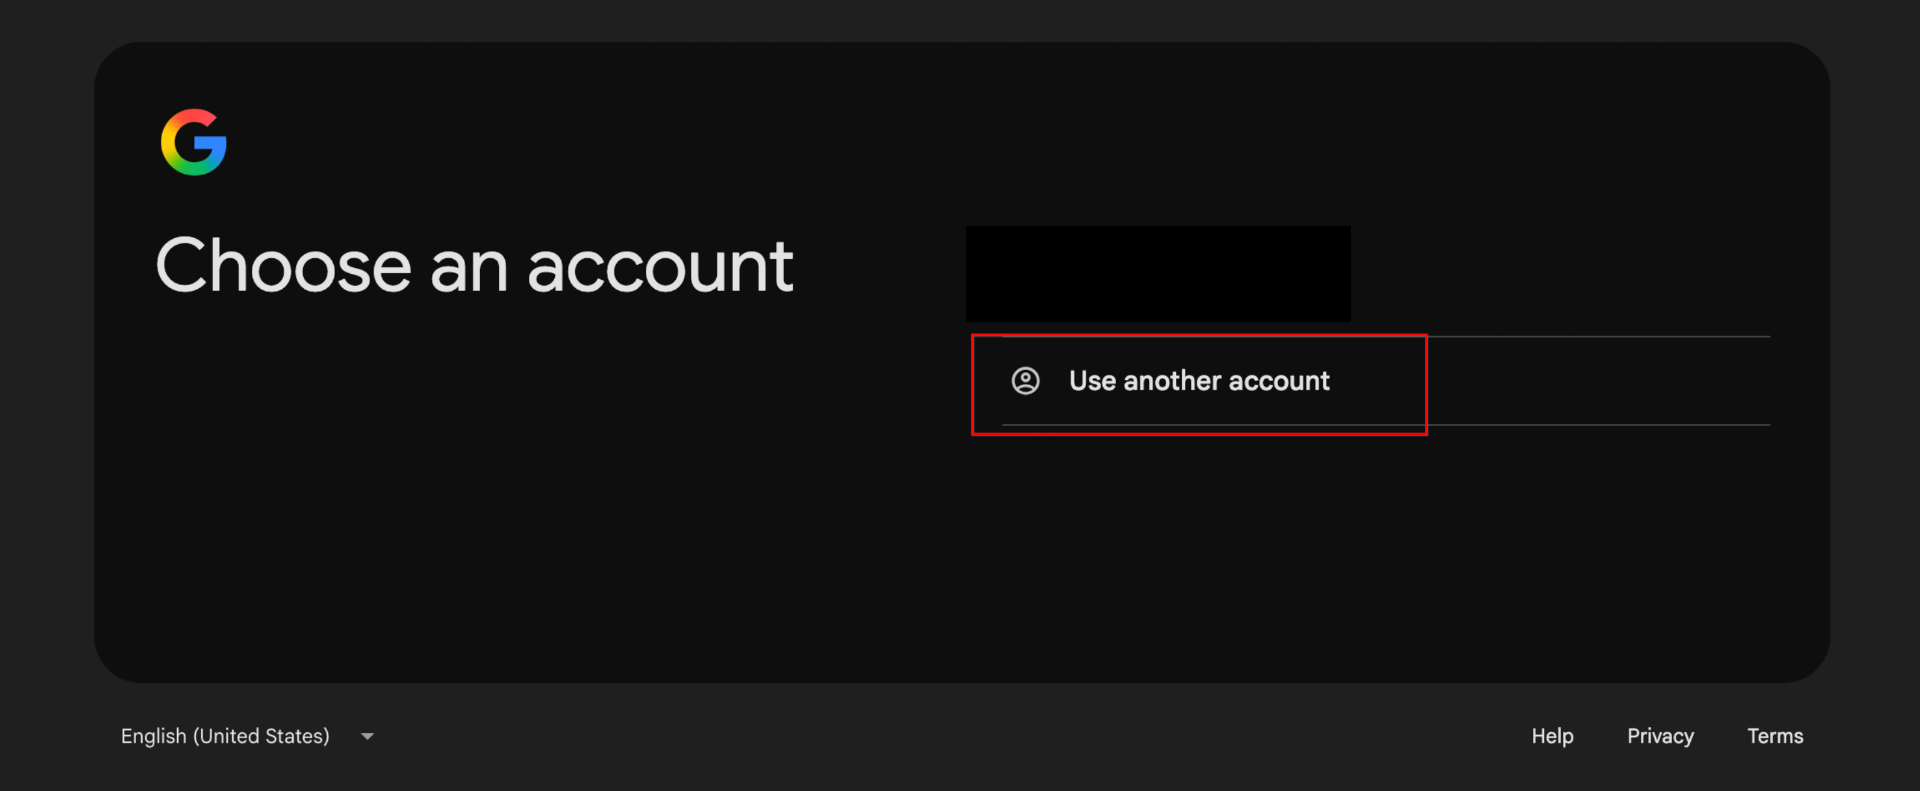 Choose an account
Use another account
English (United States)
Help Privacy Terms